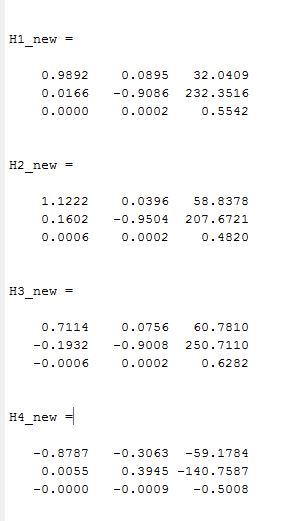 H1_new =
0.9892 0.0895 32.0409
0.0166 -0.9086 232.3516
0.0000 0.0002 0.5542
H2_new =
1.1222 0.0396 58.8378
0.1602 -0.9504 207.6721
0.0006 0.0002 0.4820
H3_new =
0.7114 0.0756 60.7810
-0.1932 -0.9008 250.7110
-0.0006 0.0002 0.6282
H4_new =
-0.8787 -0.3063 -59.1784
0.0055 0.3945 -140.7587
-0.0000 -0.0009 -0.5008